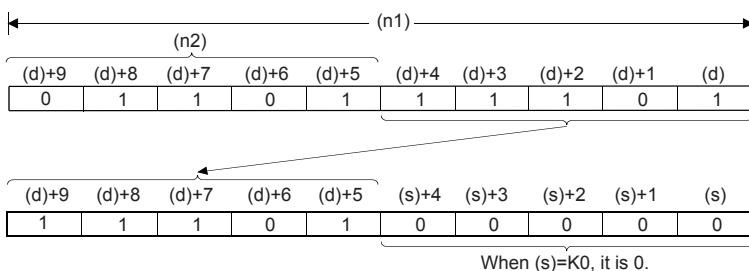 (n1)
(n2)
(d)+9 (d)+8 (d)+7 (d)+6 (d)+5 (d)+4 (d)+3 (d)+2 (d)+1 (d)
0 1 1 0 1 1 1 1 0 1
(d)+9 (d)+8 (d)+7 (d)+6 (d)+5 (s)+4 (s)+3 (s)+2 (s)+1 (s)
1 1 1 0 1 0 0 0 0 0
When (s)=K0, it is 0.